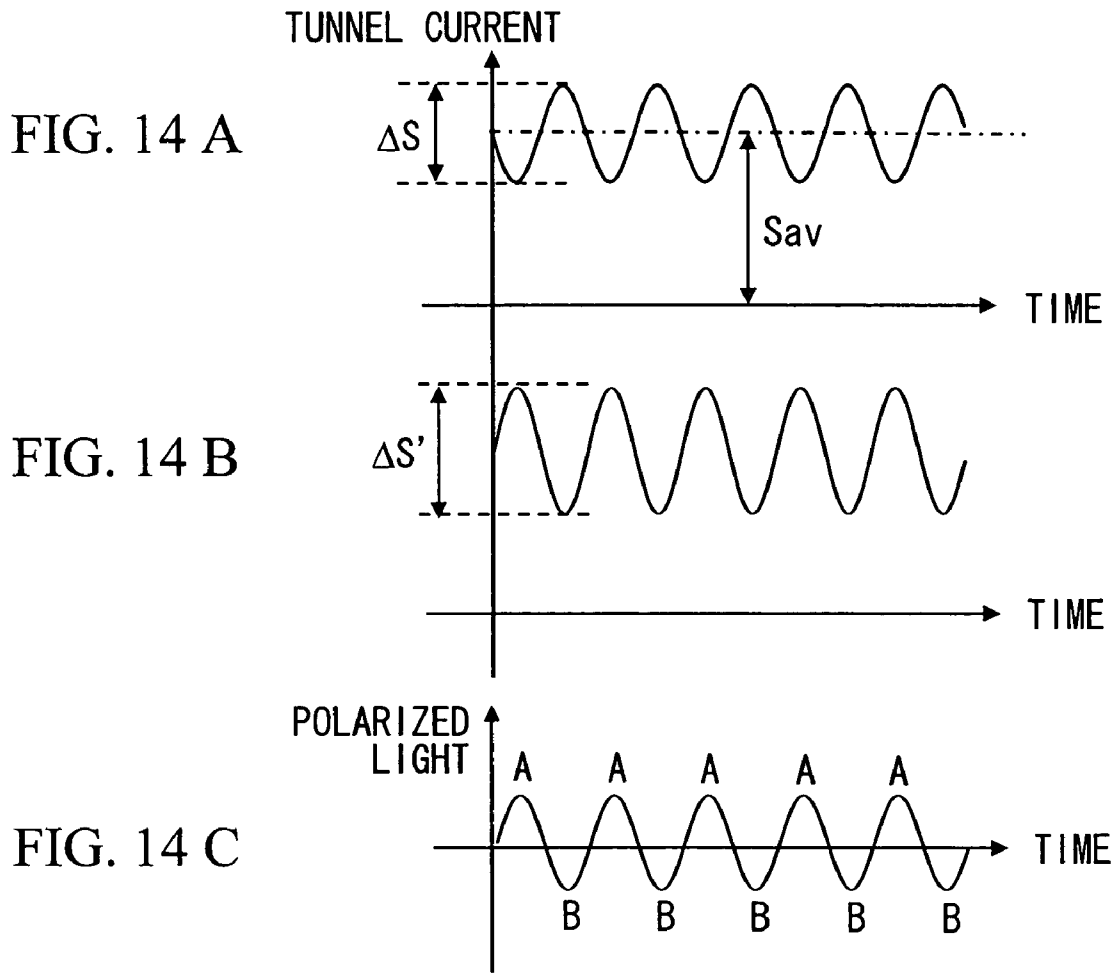 TUNNEL CURRENT
FIG. 14 A
ΔS
Sav
TIME
FIG. 14 B
ΔS'
TIME
POLARIZED
LIGHT
A A A A A
FIG. 14 C
TIME
B B B B B